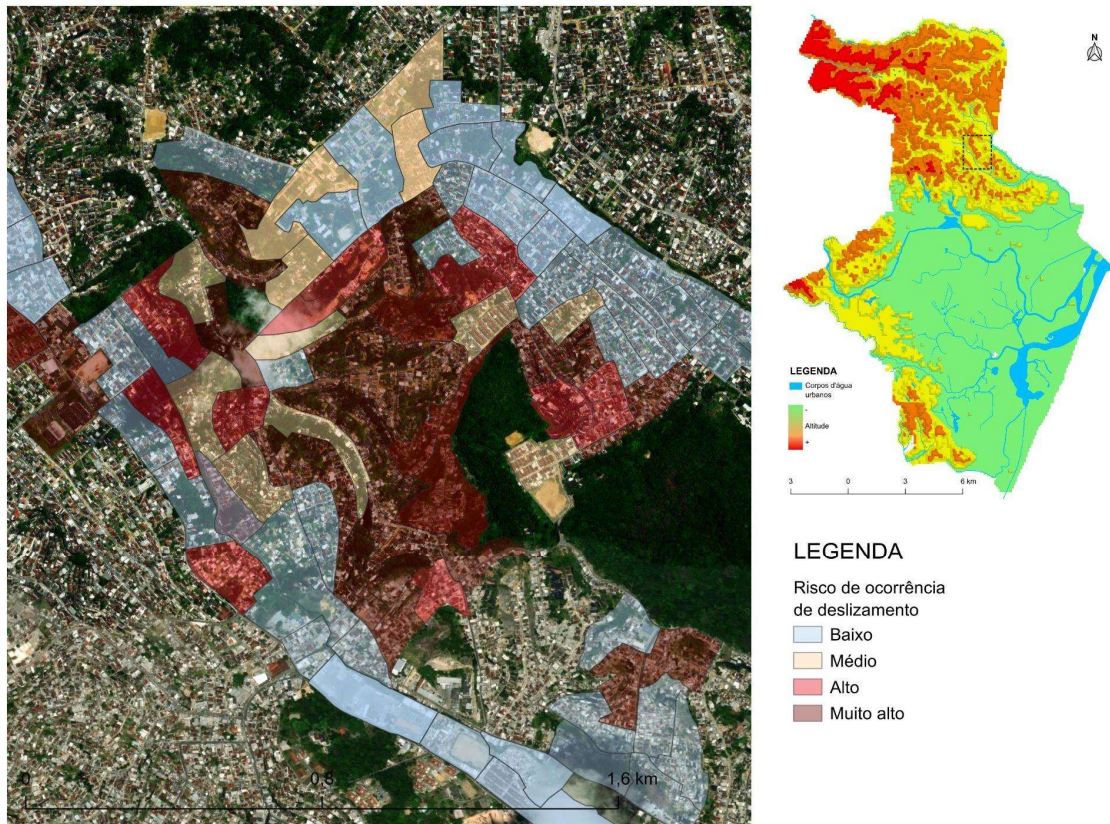 0
0,8
1,6 km
N
LEGENDA
Corpos d'água
urbanos
-
Altitude
+
3
0
3
6 km
LEGENDA
Risco de ocorrência
de deslizamento
Baixo
Médio
Alto
Muito alto